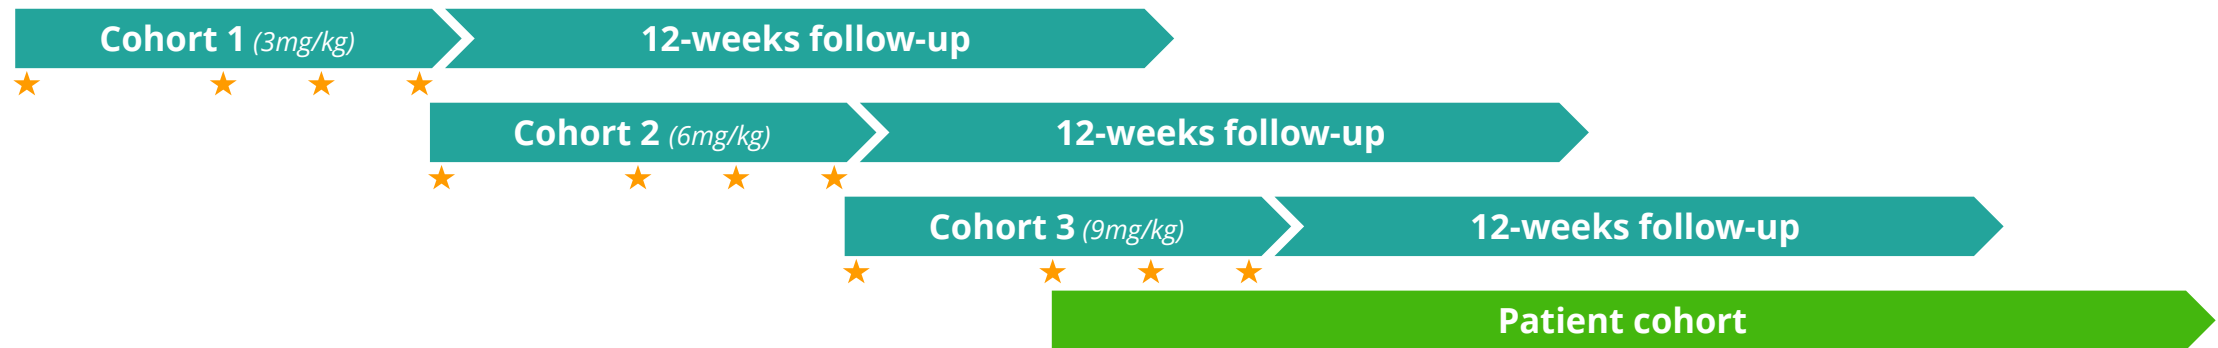 Cohort 1 (3mg/kg) 12-weeks follow-up
Cohort 2 (6mg/kg) 12-weeks follow-up
Cohort 3 (9mg/kg) 12-weeks follow-up
Patient cohort